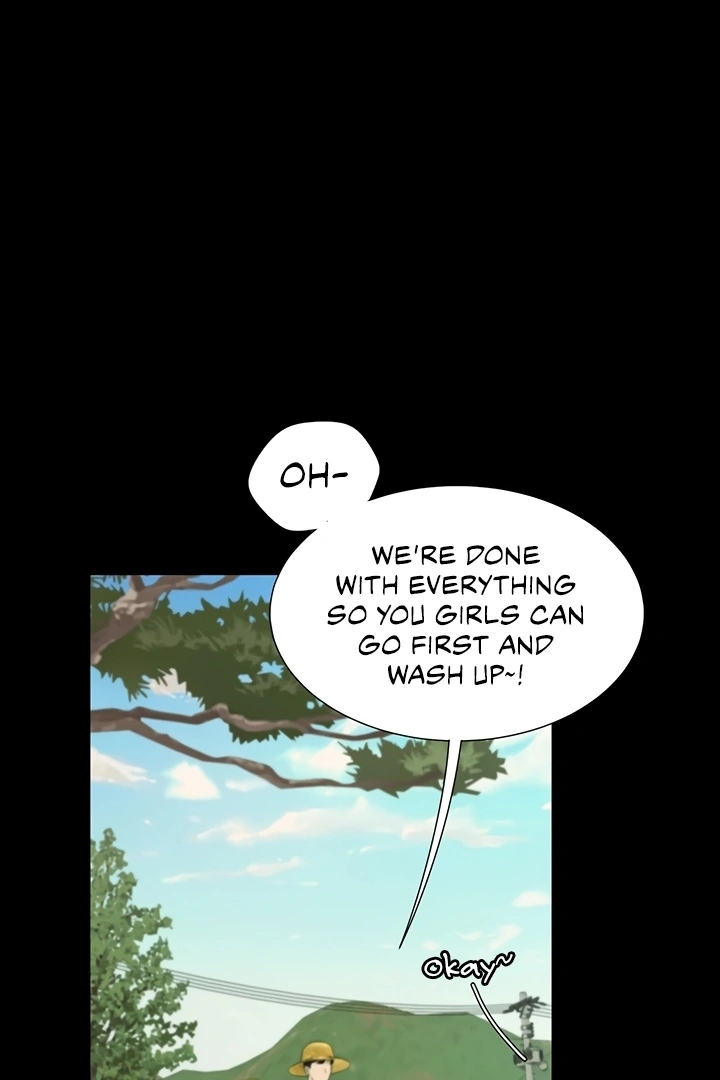 OH-
WE'RE DONE
WITH EVERYTHING
SO YOU GIRLS CAN
GO FIRST AND
WASH UP~!
Okay~